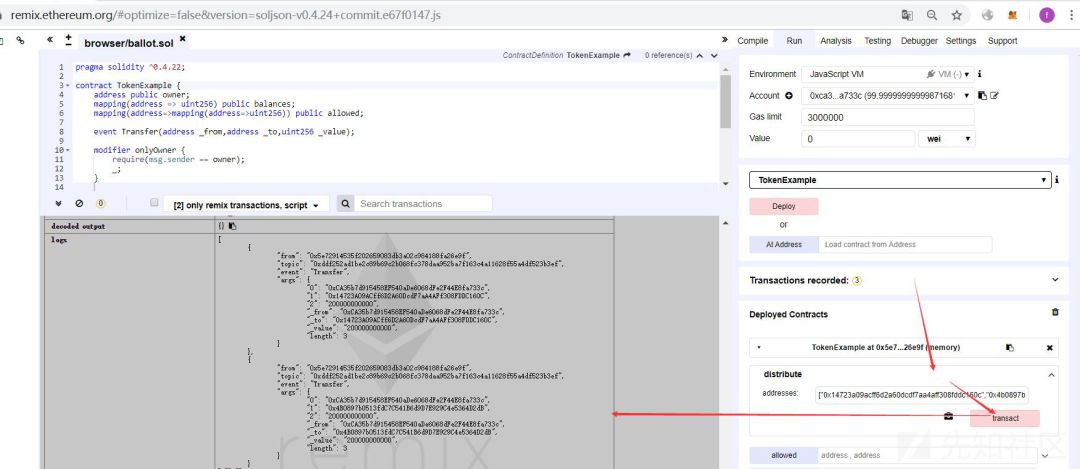 remix.ethereum.org/#optimize=false&version=soljson-v0.4.24+commit.e67f0147.js
browser/ballot.sol
ContractDefinition TokenExample 0 reference(s)
1 pragma solidity ^0.4.22;
2
3 contract TokenExample {
4 address public owner;
5 mapping(address => uint256) public balances;
6 mapping(address=>mapping(address=>uint256)) public allowed;
7
8 event Transfer(address _from,address _to,uint256 _value);
9
10 modifier onlyOwner {
11 require(msg.sender == owner);
12 _;
13 }
14
0 [2] only remix transactions, script Search transactions
decoded output {}
logs [
{
"from":
"topic":
"event": "Transfer",
"args": {
"0": "0xCA35b7d915458EF540aDe6068dFe2F44E8fa733c",
"1": "0x14723A09ACff6D2A60DcdF7aA4AFf308FDDC160C",
"2": "200000000000",
"_from": "0xCA35b7d915458EF540aDe6068dFe2F44E8fa733c",
"_to": "0x14723A09ACff6D2A60DcdF7aA4AFf308FDDC160C",
"_value": "200000000000",
"length": 3
}
},
{
"from":
"topic":
"event": "Transfer",
"args": {
"0": "0xCA35b7d915458EF540aDe6068dFe2F44E8fa733c",
"1": "0x4B0897b0513fdC7C541B6d9D7E929C4e5364D2dB",
"2": "200000000000",
"_from": "0xCA35b7d915458EF540aDe6068dFe2F44E8fa733c",
"_to": "0x4B0897b0513fdC7C541B6d9D7E929C4e5364D2dB",
"_value": "200000000000",
"length": 3
}
remix
Compile Run Analysis Testing Debugger Settings Support
Environment JavaScript VM VM (-)
Account 0xca3...a733c (99.9999999999987168
Gas limit 3000000
Value 0 wei
TokenExample
Deploy
or
At Address Load contract from Address
Transactions recorded: 3
Deployed Contracts
TokenExample at 0x5e7...26e9f (memory)
distribute
addresses: ["0x14723a09acff6d2a60dcdf7aa4aff308fddc160c","0x4b0897b
transact
allowed address , address
先知社区